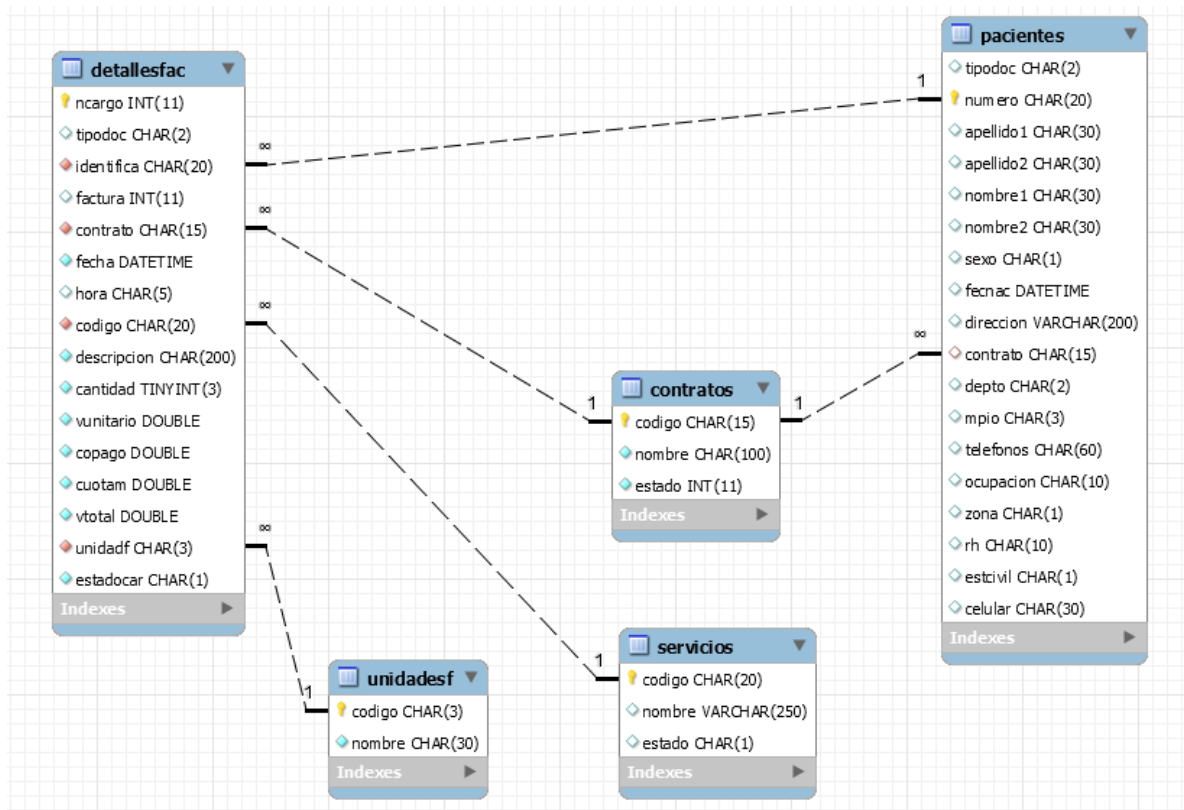 detallesfac
ncargo INT(11)
tipodoc CHAR(2)
identifica CHAR(20)
factura INT(11)
contrato CHAR(15)
fecha DATETIME
hora CHAR(5)
codigo CHAR(20)
descripcion CHAR(200)
cantidad TINYINT(3)
vunitario DOUBLE
copago DOUBLE
cuotam DOUBLE
vtotal DOUBLE
unidadf CHAR(3)
estadocar CHAR(1)
Indexes
∞
∞
∞
∞
1
1
1
1
1
∞
unidadesf
codigo CHAR(3)
nombre CHAR(30)
Indexes
contratos
codigo CHAR(15)
nombre CHAR(100)
estado INT(11)
Indexes
servicios
codigo CHAR(20)
nombre VARCHAR(250)
estado CHAR(1)
Indexes
pacientes
tipodoc CHAR(2)
numero CHAR(20)
apellido1 CHAR(30)
apellido2 CHAR(30)
nombre1 CHAR(30)
nombre2 CHAR(30)
sexo CHAR(1)
fecnac DATETIME
direccion VARCHAR(200)
contrato CHAR(15)
depto CHAR(2)
mpio CHAR(3)
telefonos CHAR(60)
ocupacion CHAR(10)
zona CHAR(1)
rh CHAR(10)
estcivil CHAR(1)
celular CHAR(30)
Indexes